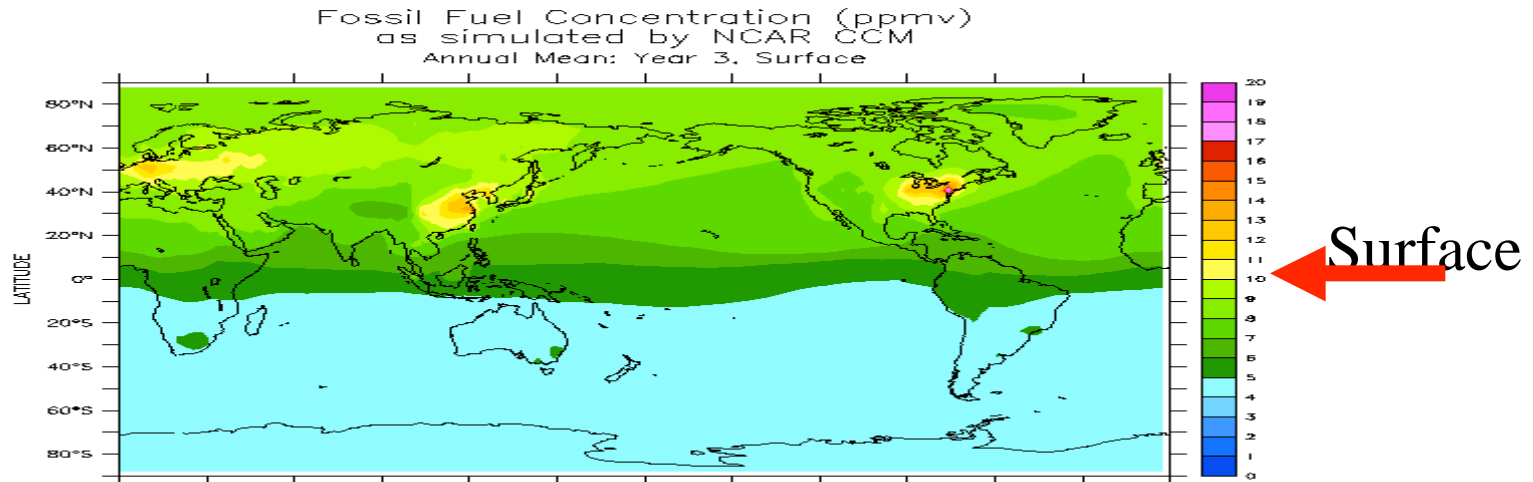 Fossil Fuel Concentration (ppmv)
as simulated by NCAR CCM
Annual Mean: Year 3, Surface
80°N
60°N
40°N
20°N
0°
20°S
40°S
60°S
80°S
LATITUDE
20
19
18
17
16
15
14
13
12
11
10
9
8
7
6
5
4
3
2
1
0
Surface